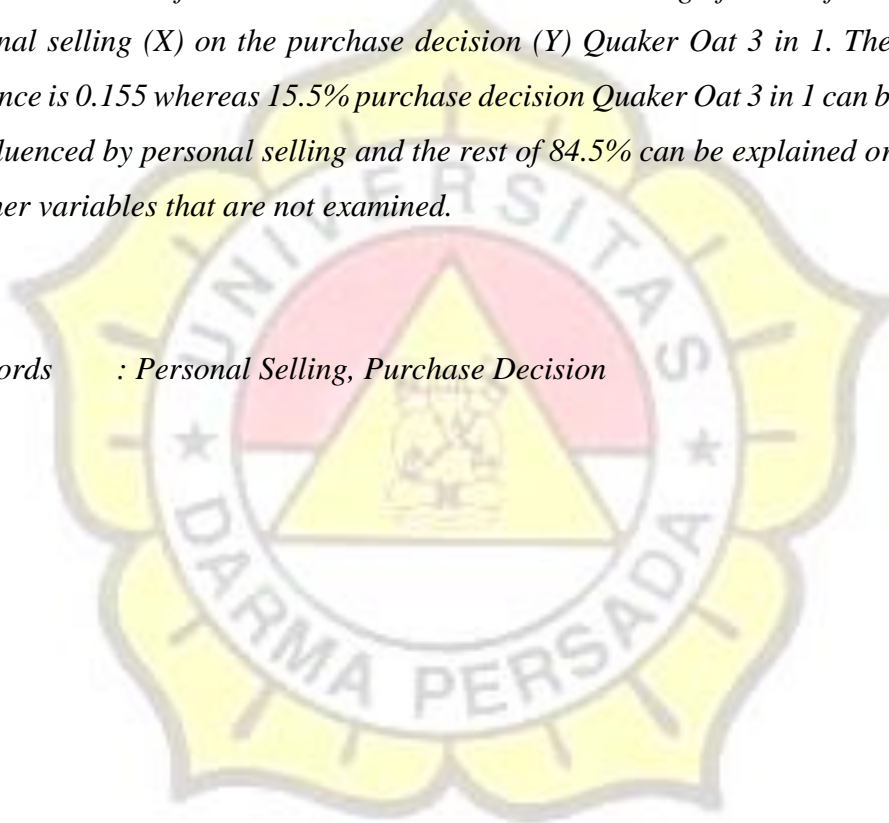 nal selling (X) on the purchase decision (Y) Quaker Oat 3 in 1. The
nce is 0.155 whereas 15.5% purchase decision Quaker Oat 3 in 1 can b
luenced by personal selling and the rest of 84.5% can be explained or
her variables that are not examined.
ords : Personal Selling, Purchase Decision
UNIVERSITAS
DARMA PERSADA